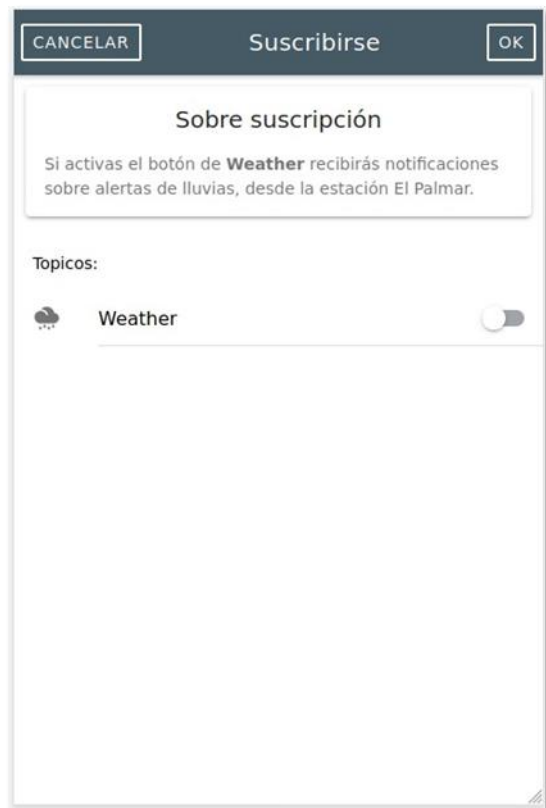 CANCELAR Suscribirse OK
Sobre suscripción
Si activas el botón de Weather recibirás notificaciones
sobre alertas de lluvias, desde la estación El Palmar.
Topicos:
Weather